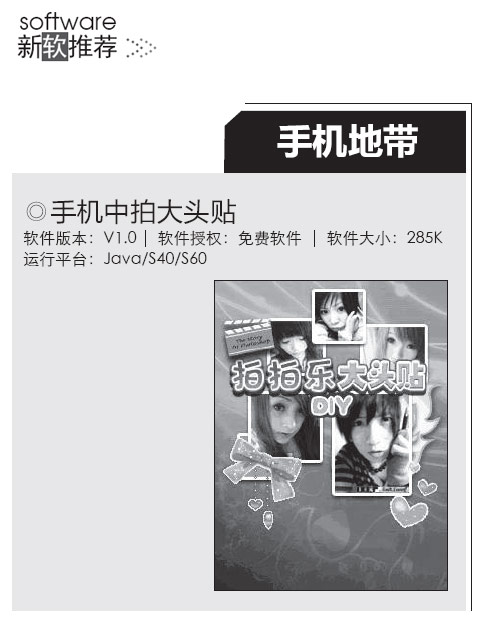 software
新软推荐
手机地带
◎手机中拍大头贴
软件版本：V1.0｜ 软件授权：免费软件 ｜ 软件大小：285K
运行平台：Java/S40/S60
The Story
Of Photoshop
拍拍乐大头贴
DIY